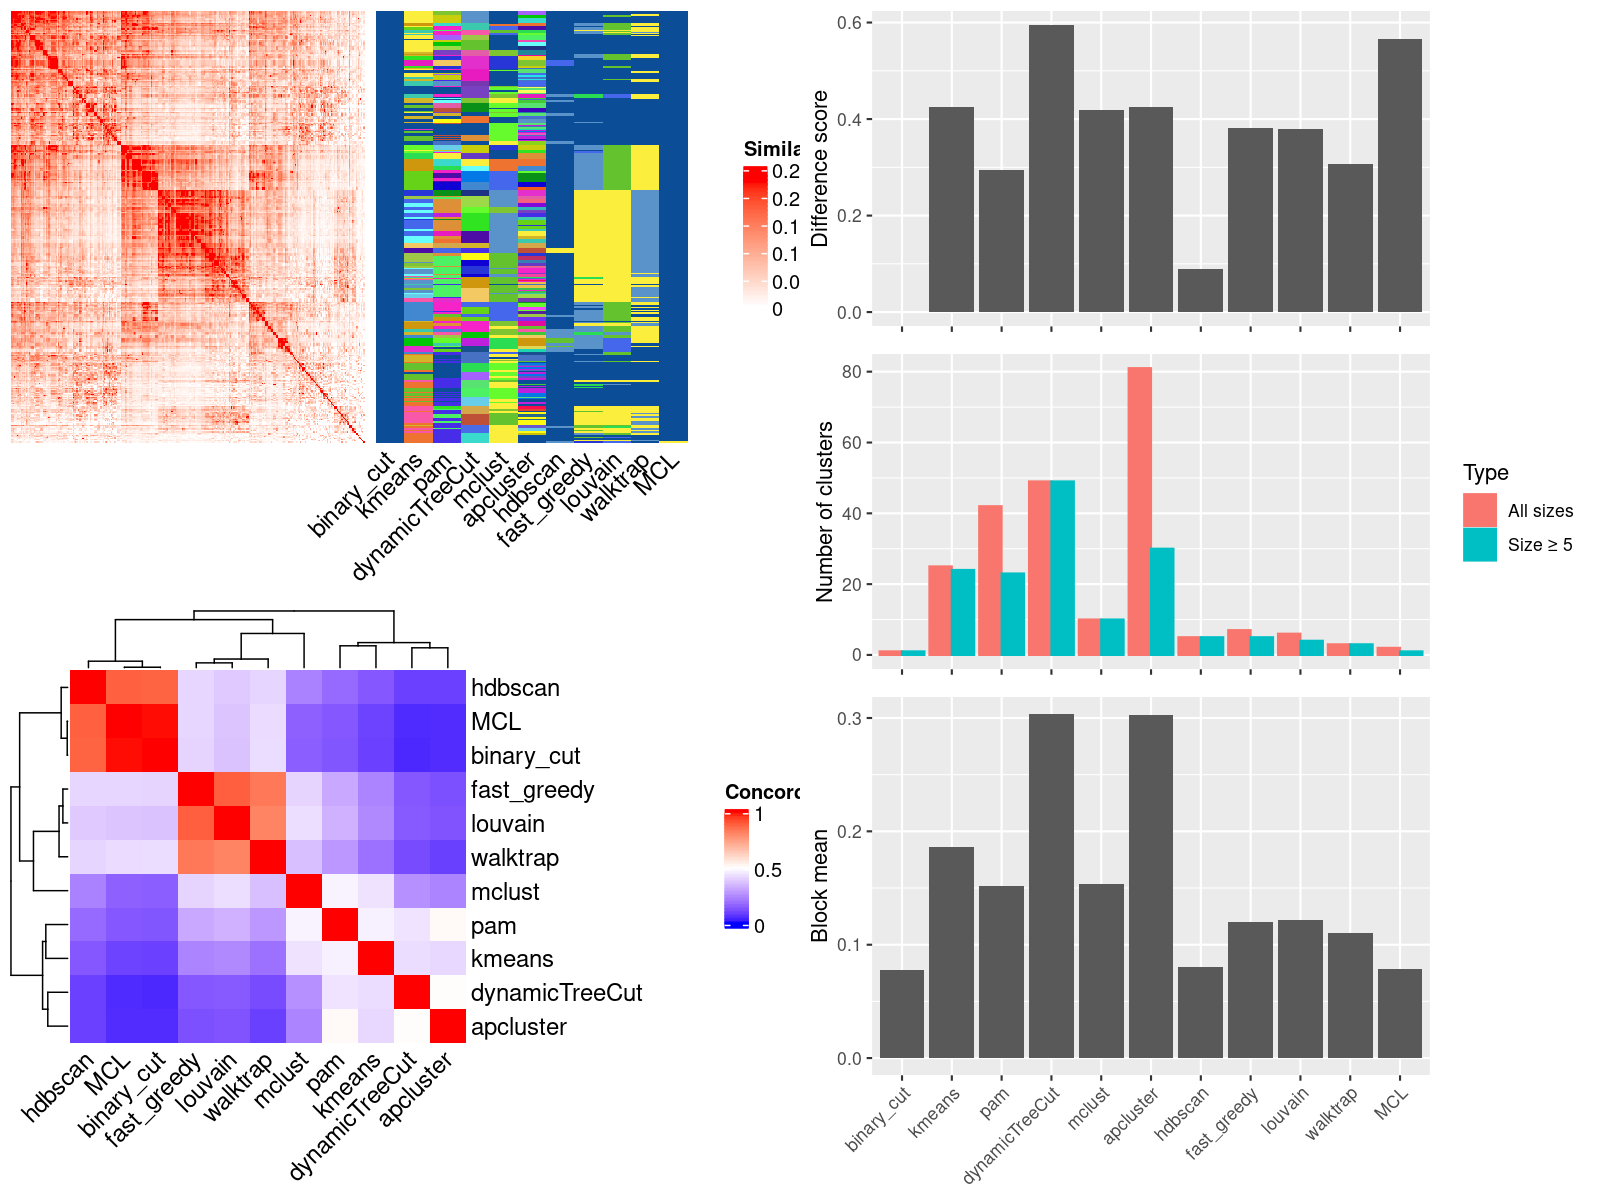 Simila
0.2
0.2
0.1
0.1
0.0
0
binary_cut
kmeans
pam
dynamicTreeCut
mclust
apcluster
hdbscan
fast_greedy
louvain
walktrap
MCL
hdbscan
MCL
binary_cut
fast_greedy
louvain
walktrap
mclust
pam
kmeans
dynamicTreeCut
apcluster
hdbscan
MCL
binary_cut
fast_greedy
louvain
walktrap
mclust
pam
kmeans
dynamicTreeCut
apcluster
Concord
1
0.5
0
Difference score
0.6
0.4
0.2
0.0
Number of clusters
80
60
40
20
0
Type
All sizes
Size ≥ 5
Block mean
0.3
0.2
0.1
0.0
binary_cut
kmeans
pam
dynamicTreeCut
mclust
apcluster
hdbscan
fast_greedy
louvain
walktrap
MCL